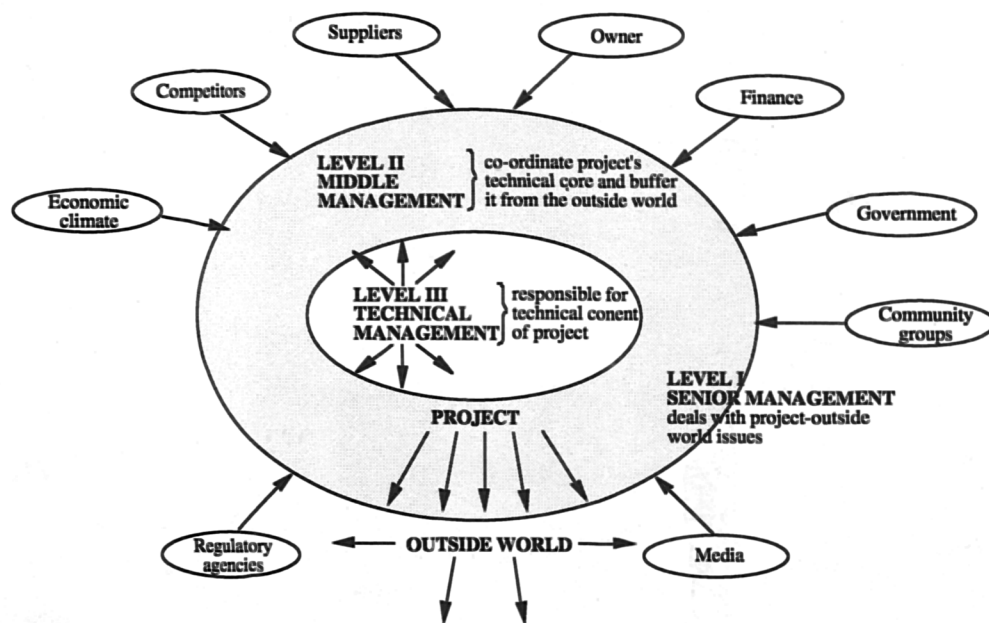 Suppliers
Owner
Competitors
Finance
LEVEL II
MIDDLE
MANAGEMENT
co-ordinate project's
technical core and buffer
it from the outside world
Economic
climate
Government
LEVEL III
TECHNICAL
MANAGEMENT
responsible for
technical conent
of project
Community
groups
LEVEL I
SENIOR MANAGEMENT
deals with project-outside
world issues
PROJECT
Regulatory
agencies
OUTSIDE WORLD
Media